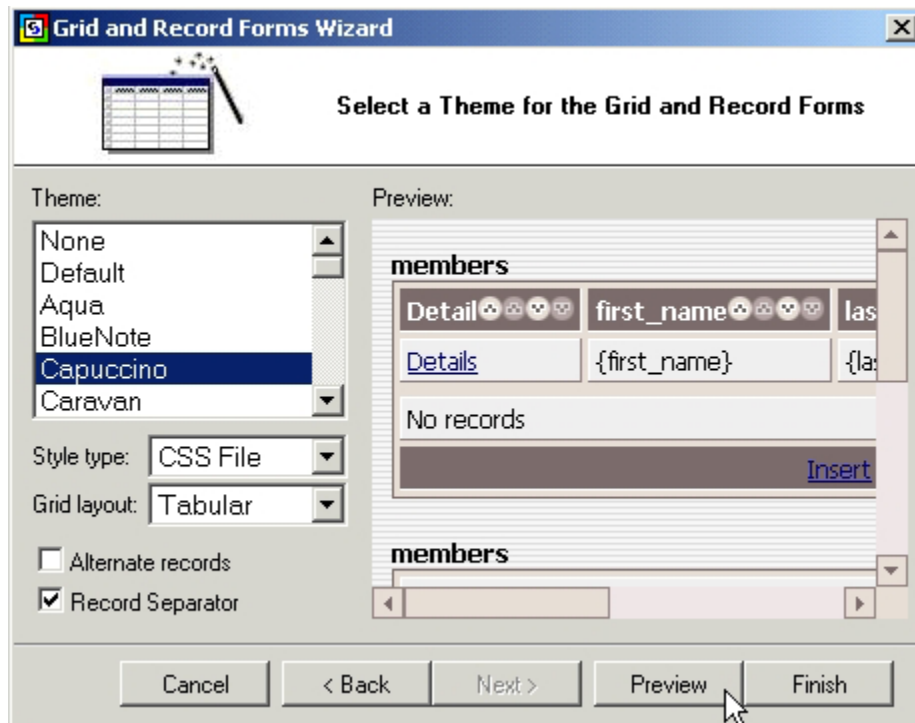 Grid and Record Forms Wizard
Select a Theme for the Grid and Record Forms
Theme:
None
Default
Aqua
BlueNote
Capuccino
Caravan
Style type: CSS File
Grid layout: Tabular
Alternate records
Record Separator
Preview:
members
Detail first_name las
Details {first_name} {las
No records
Insert
members
Cancel < Back Next > Preview Finish